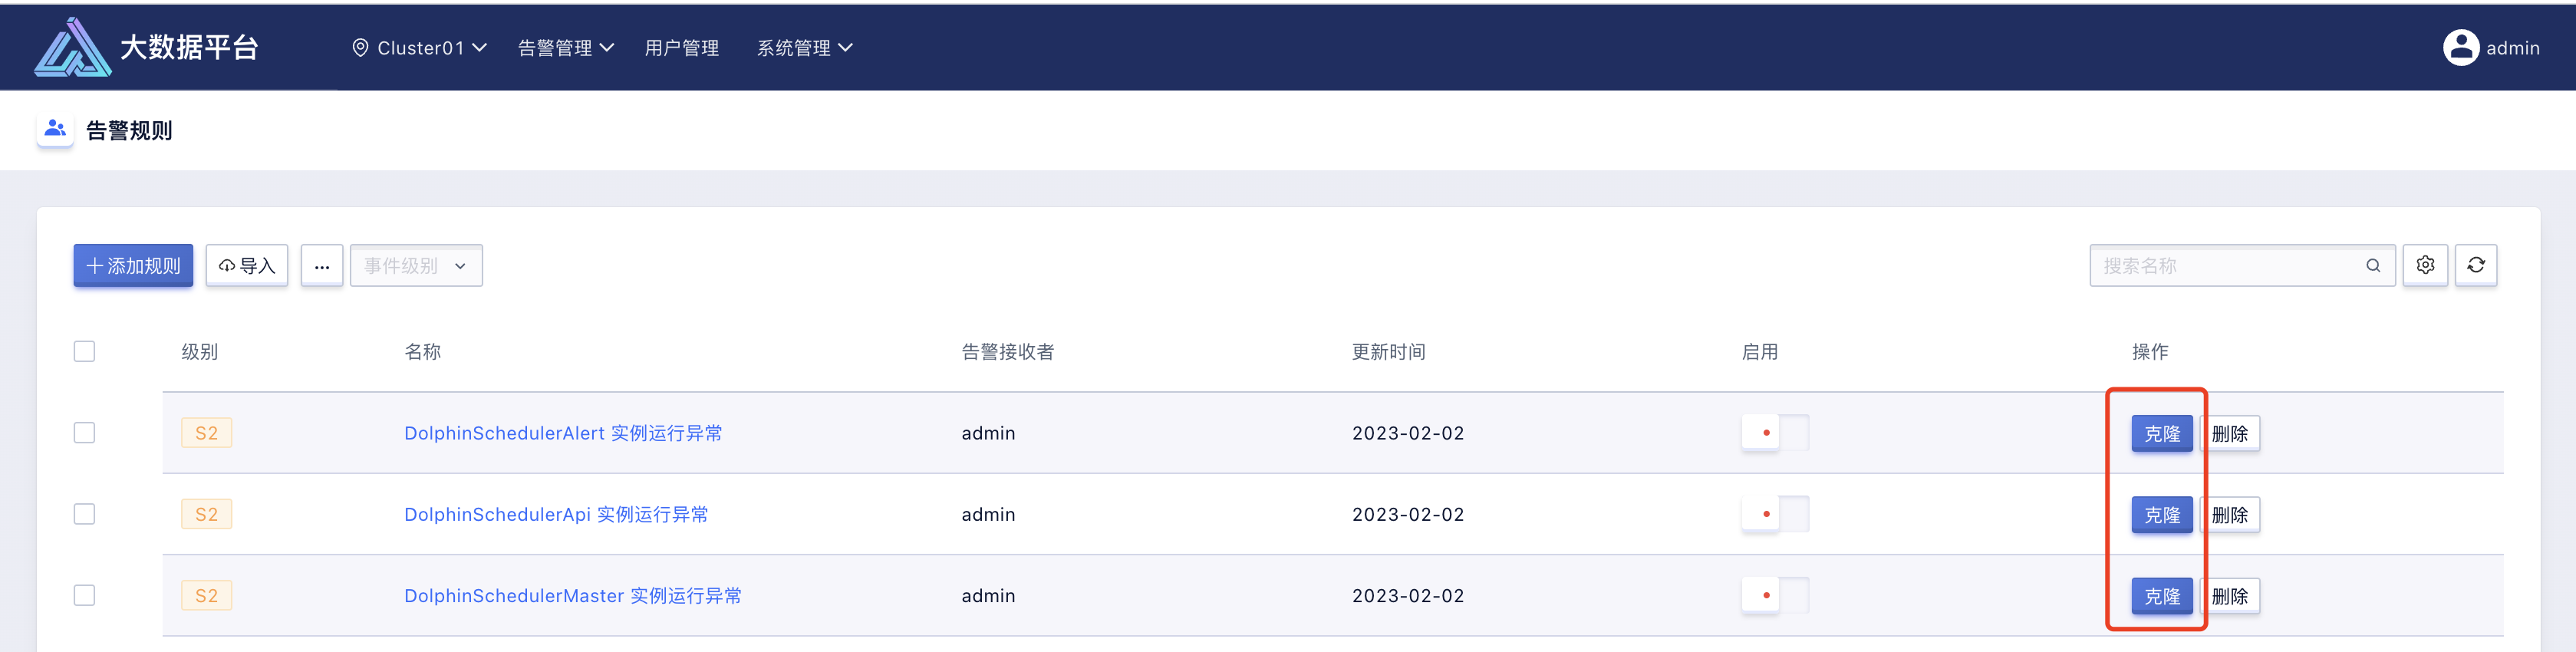 大数据平台 Cluster01 告警管理 用户管理 系统管理 admin
告警规则
添加规则 导入 ... 事件级别 搜索名称
级别 名称 告警接收者 更新时间 启用 操作
S2 DolphinSchedulerAlert 实例运行异常 admin 2023-02-02 克隆 删除
S2 DolphinSchedulerApi 实例运行异常 admin 2023-02-02 克隆 删除
S2 DolphinSchedulerMaster 实例运行异常 admin 2023-02-02 克隆 删除